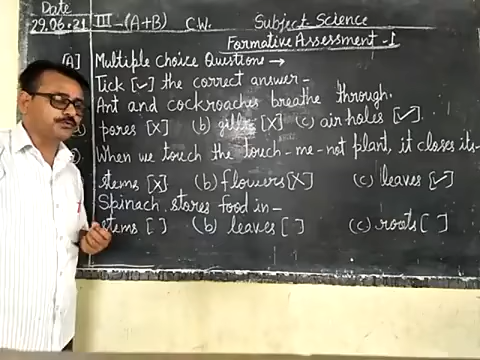 Date
29.06.21 III-(A+B) C.W. Subject Science
Formative Assessment-I
[A] Multiple Choice Questions →
Tick [✓] the correct answer-
Ant and cockroaches breathe through.
pores [X] (b) gills [X] (c) air holes [✓].
When we touch the touch-me-not plant, it closes its-
stems [X] (b) flowers [X] (c) leaves [✓]
Spinach stores food in-
stems [ ] (b) leaves [ ] (c) roots [ ]